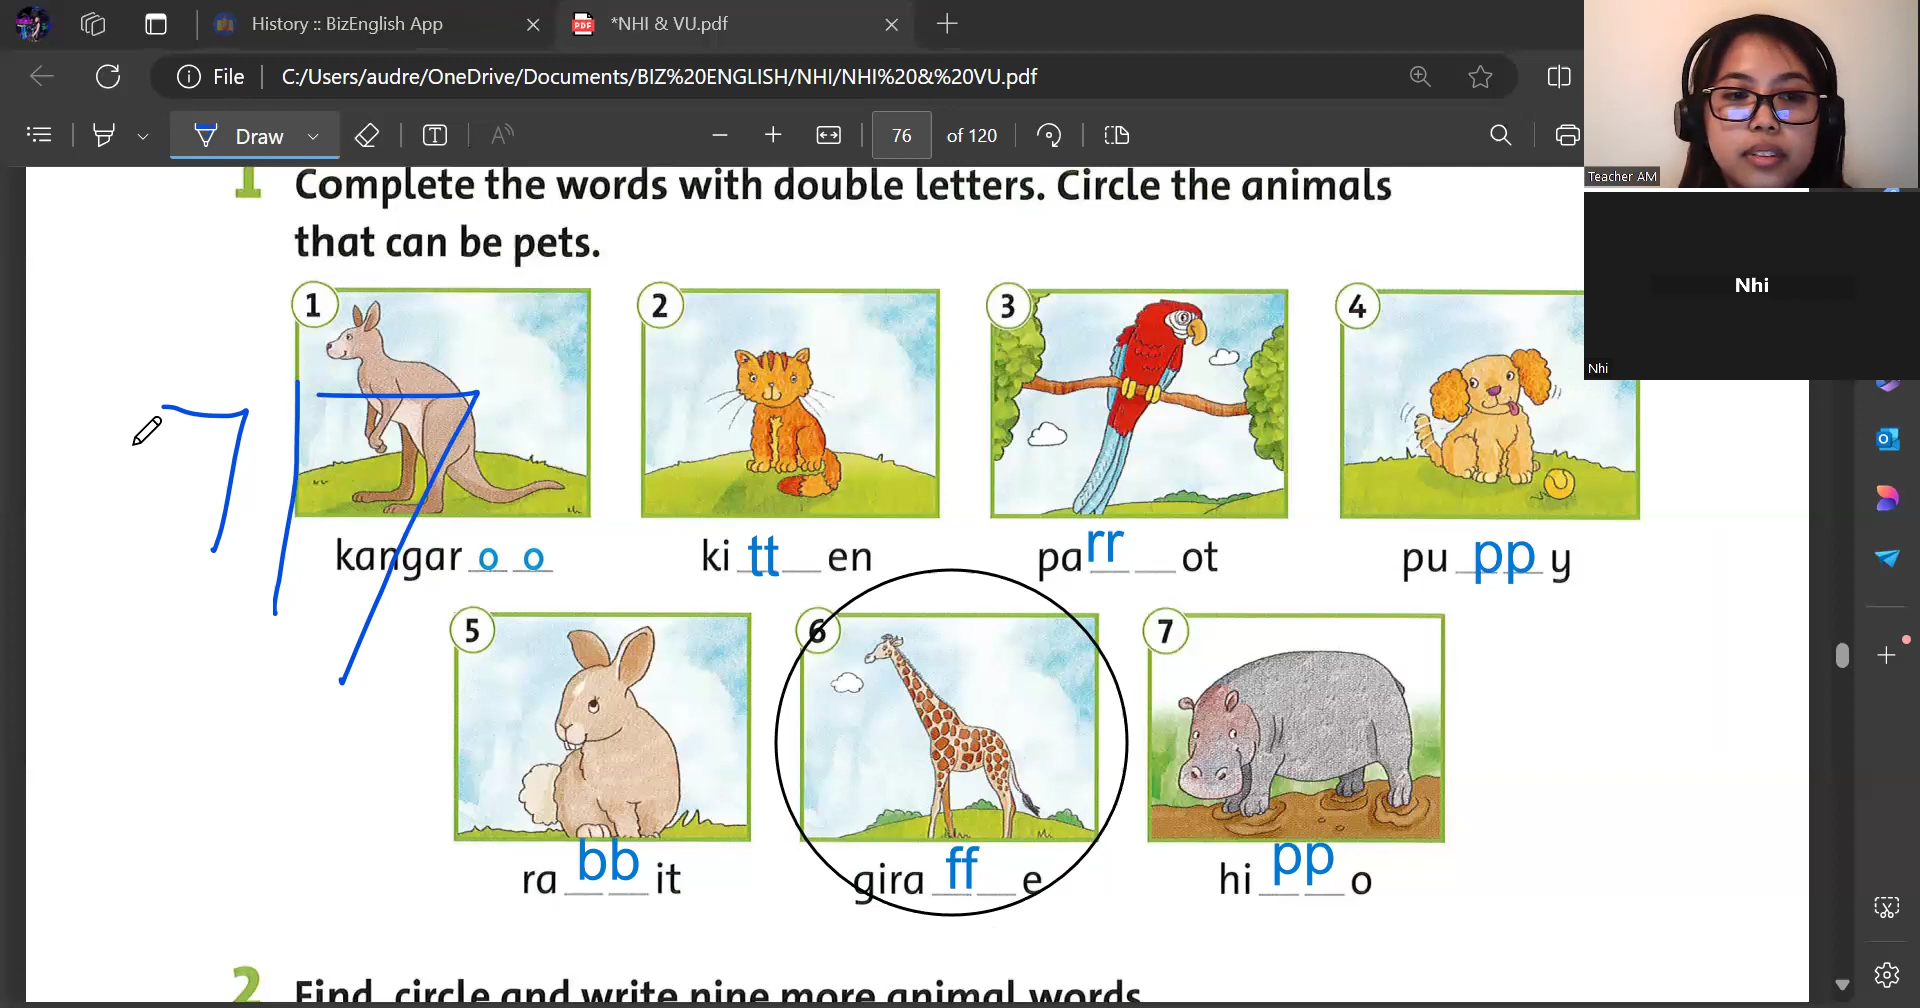 History :: BizEnglish App
*NHI & VU.pdf
File
C:/Users/audre/OneDrive/Documents/BIZ%20ENGLISH/NHI/NHI%20&%20VU.pdf
Draw
76 of 120
Teacher AM
Nhi
Nhi
1 Complete the words with double letters. Circle the animals
that can be pets.
1 2 3 4
kangar o o
ki tt en
pa rr ot
pu pp y
5 6 7
ra bb it
gira ff e
hi pp o
2 Find, circle and write nine more animal words